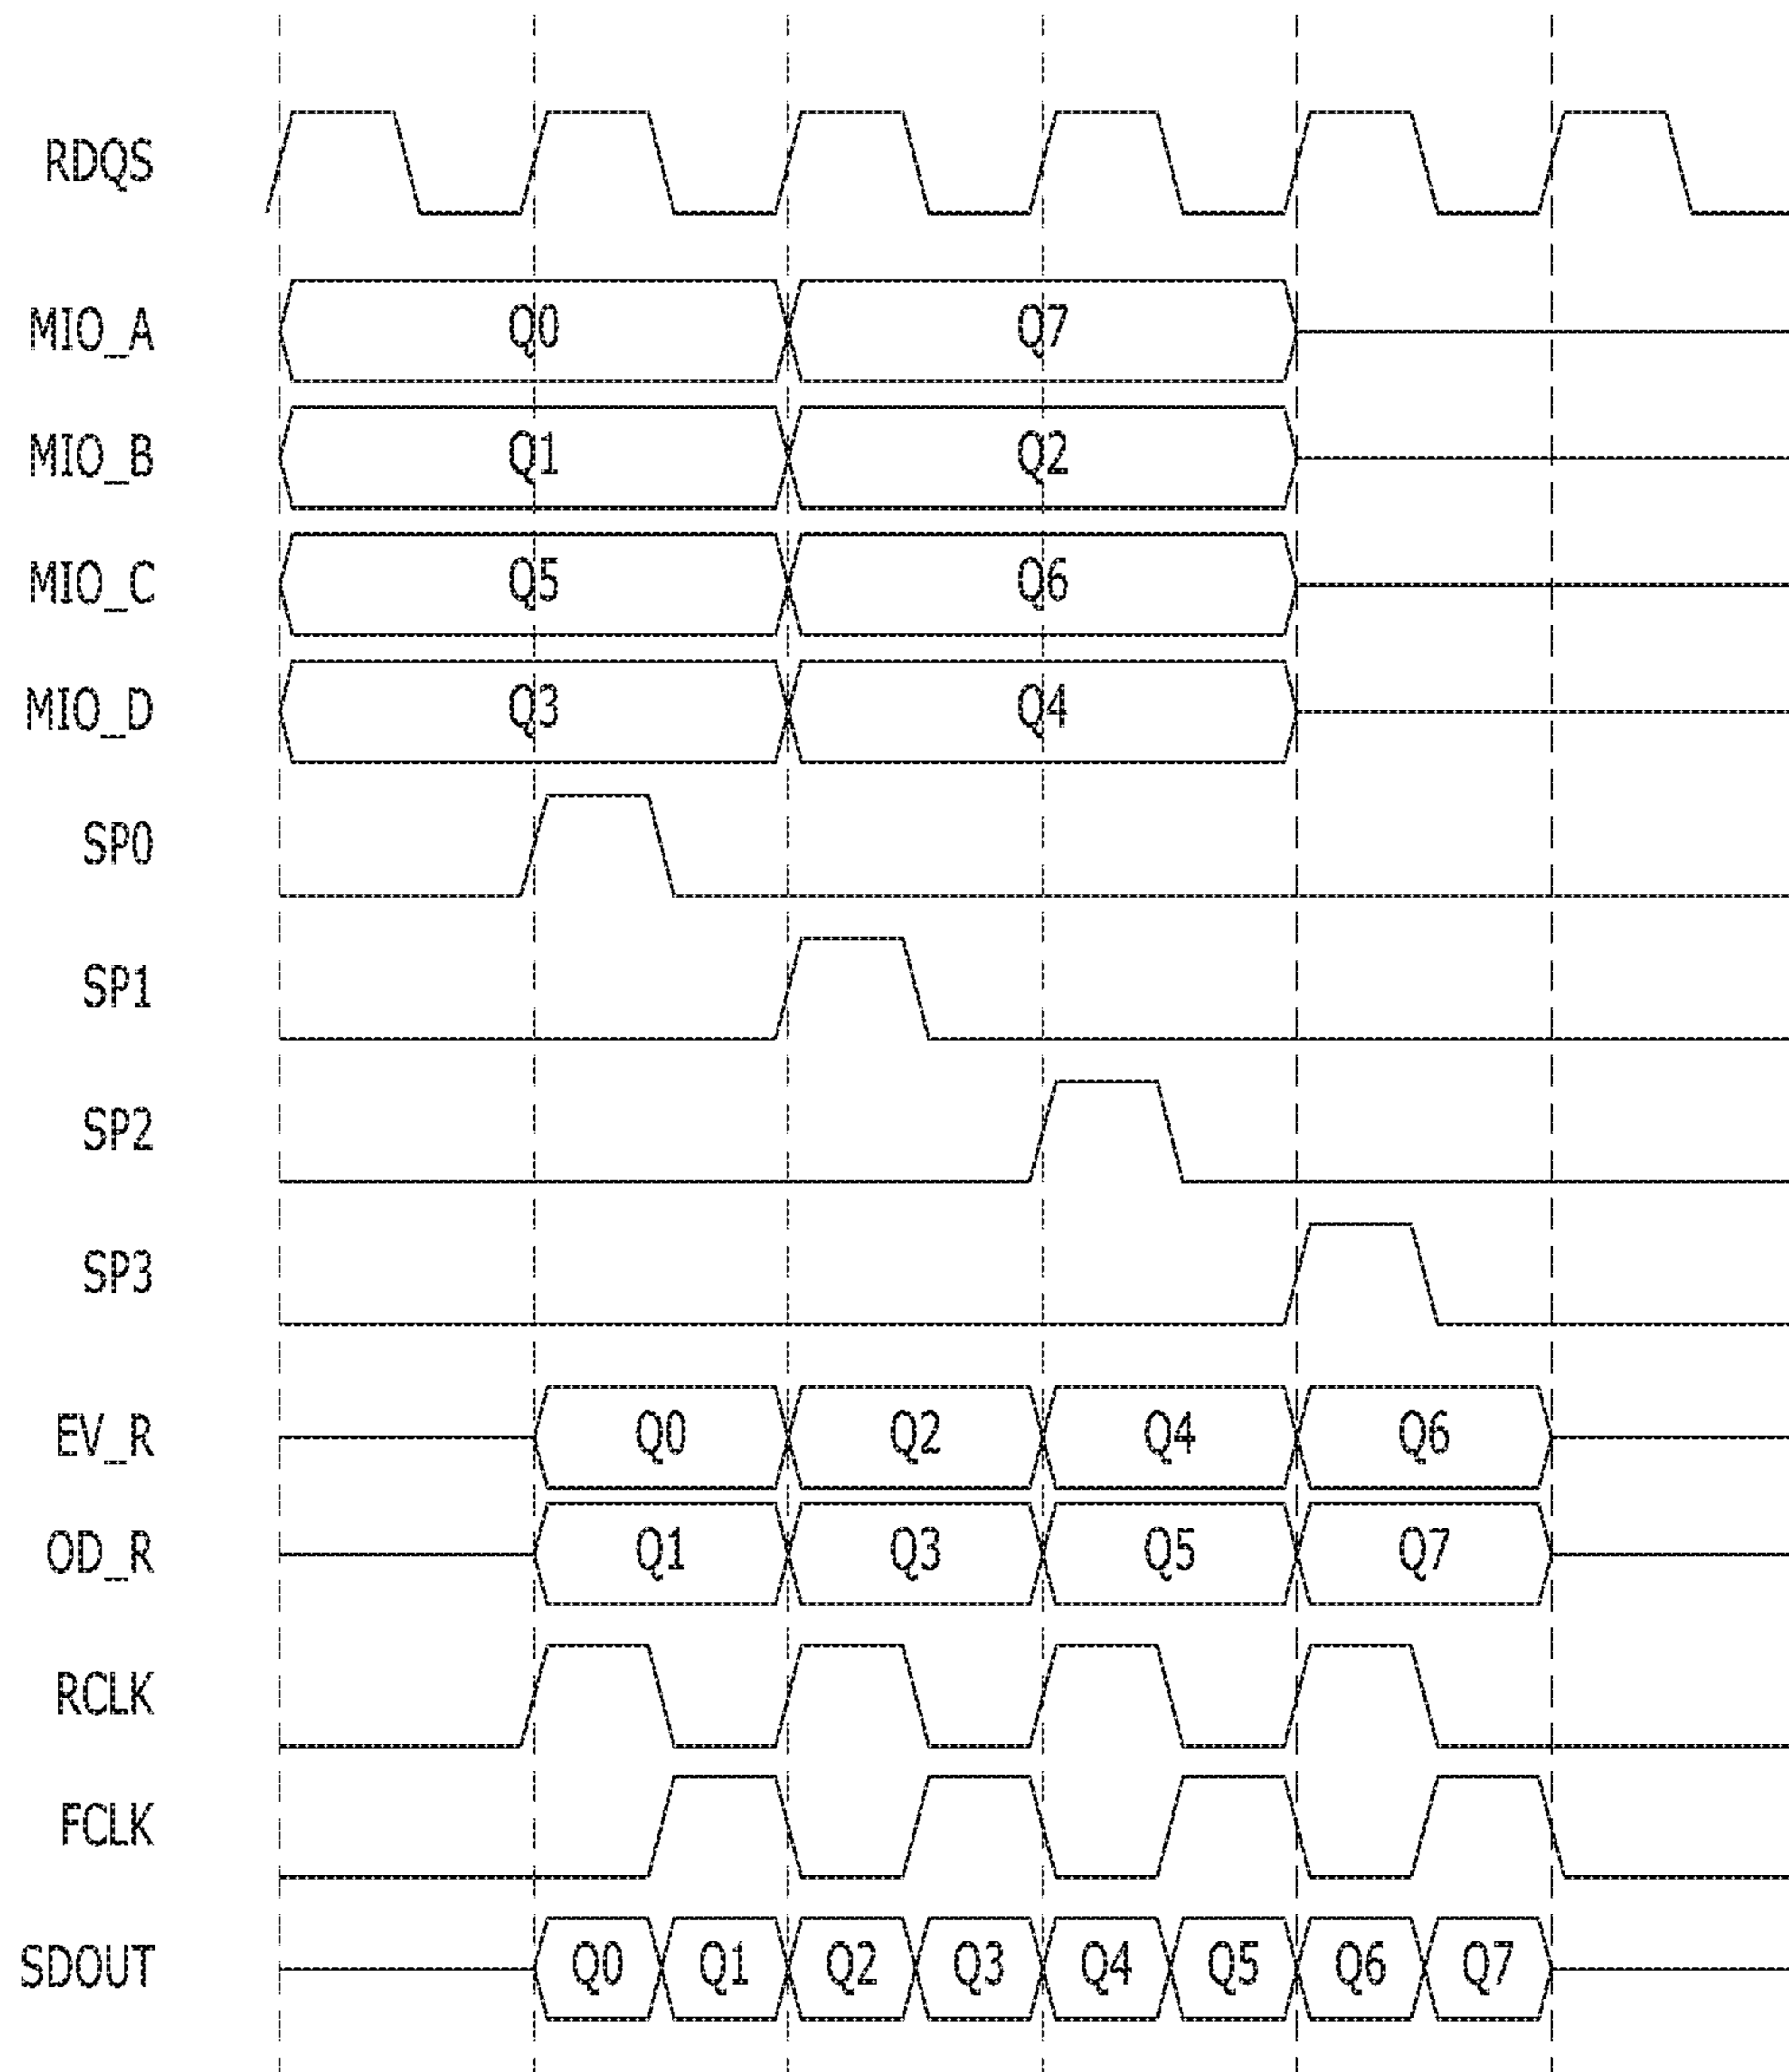 RDQS
MIO_A Q0 Q7
MIO_B Q1 Q2
MIO_C Q5 Q6
MIO_D Q3 Q4
SP0
SP1
SP2
SP3
EV_R Q0 Q2 Q4 Q6
OD_R Q1 Q3 Q5 Q7
RCLK
FCLK
SDOUT Q0 Q1 Q2 Q3 Q4 Q5 Q6 Q7